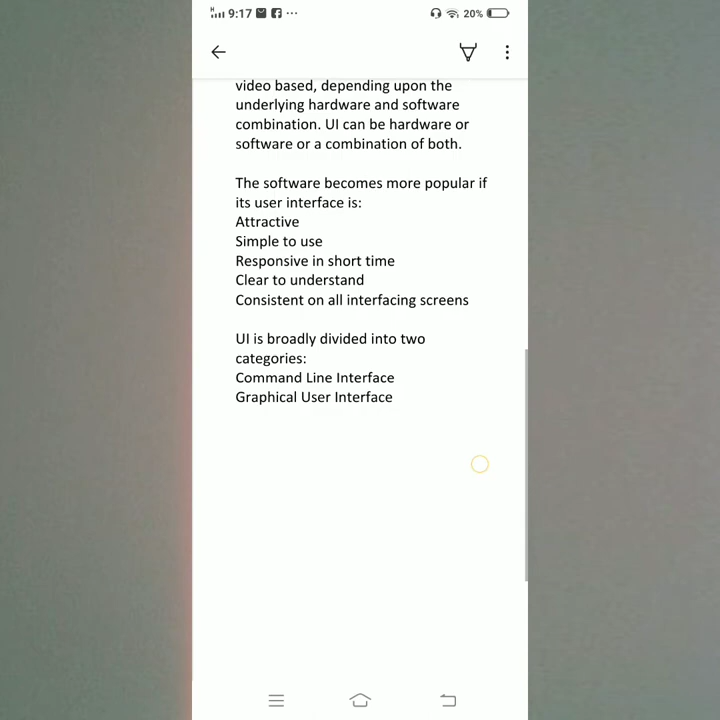 9:17
20%
video based, depending upon the
underlying hardware and software
combination. UI can be hardware or
software or a combination of both.
The software becomes more popular if
its user interface is:
Attractive
Simple to use
Responsive in short time
Clear to understand
Consistent on all interfacing screens
UI is broadly divided into two
categories:
Command Line Interface
Graphical User Interface